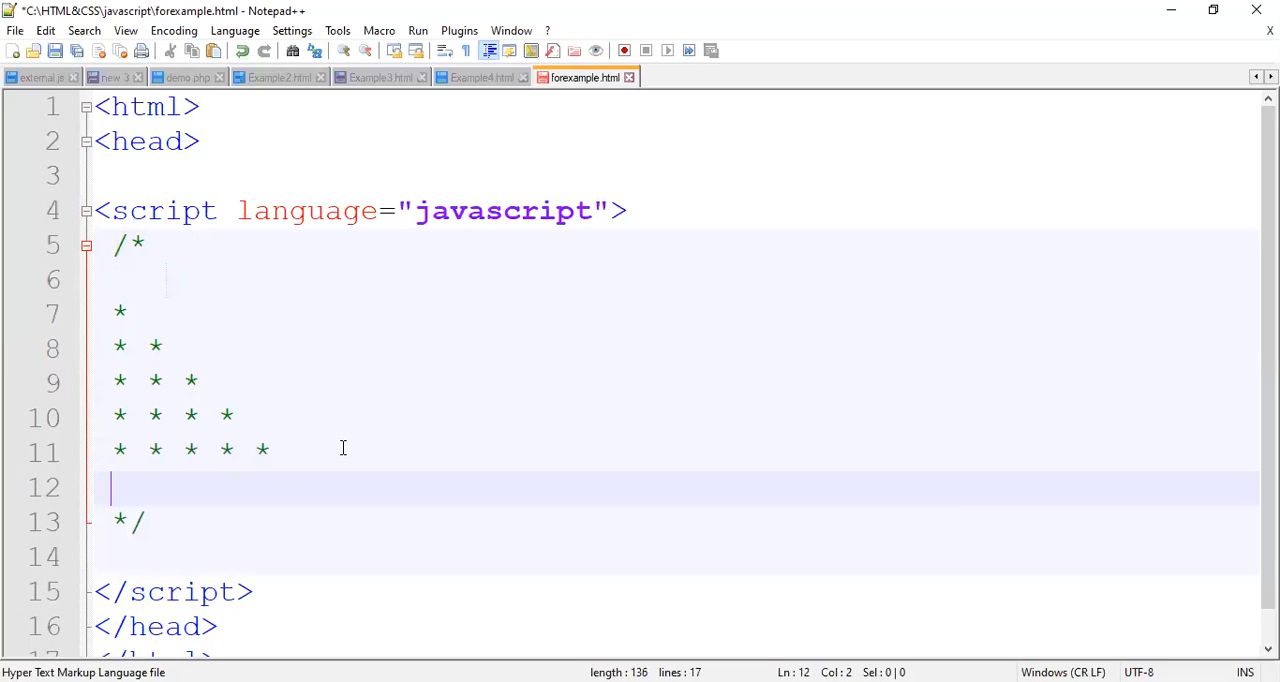 *C:\HTML&CSS\javascript\forexample.html - Notepad++
File Edit Search View Encoding Language Settings Tools Macro Run Plugins Window ? X
external.js new 3 demo.php Example2.html Example3.html Example4.html forexample.html
1 <html>
2 <head>
3
4 <script language="javascript">
5 /*
6
7 *
8 * *
9 * * *
10 * * * *
11 * * * * *
12
13 */
14
15 </script>
16 </head>
17 </html>
Hyper Text Markup Language file length : 136 lines : 17 Ln : 12 Col : 2 Sel : 0 | 0 Windows (CR LF) UTF-8 INS